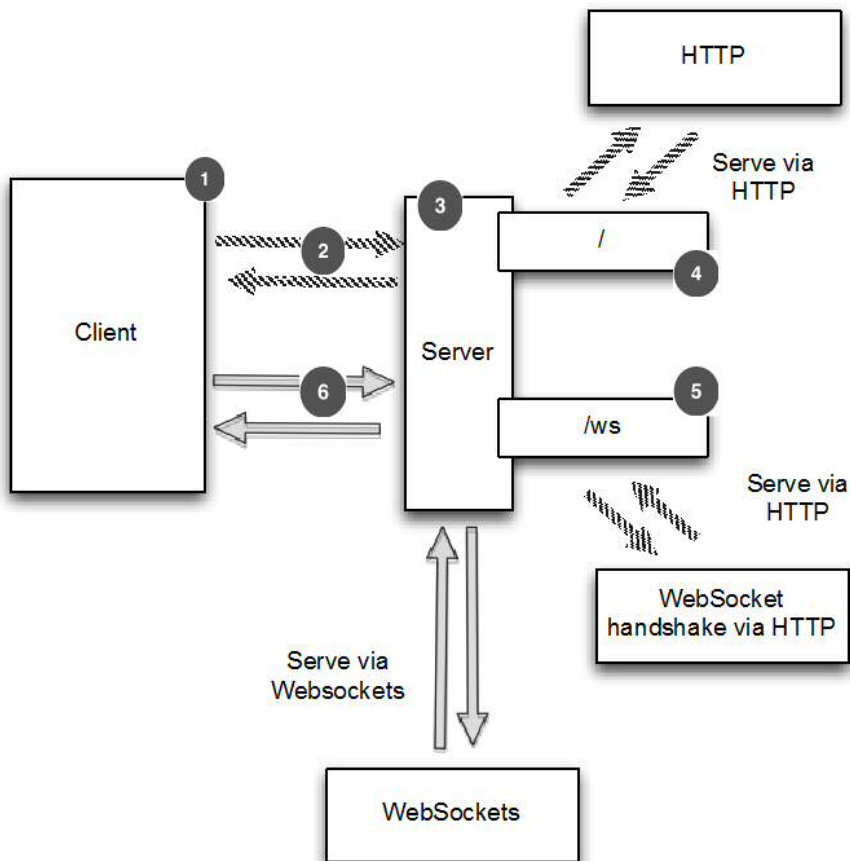 HTTP
Serve via
HTTP
1
3
2
/
4
Client
Server
6
5
/ws
Serve via
HTTP
WebSocket
handshake via HTTP
Serve via
Websockets
WebSockets